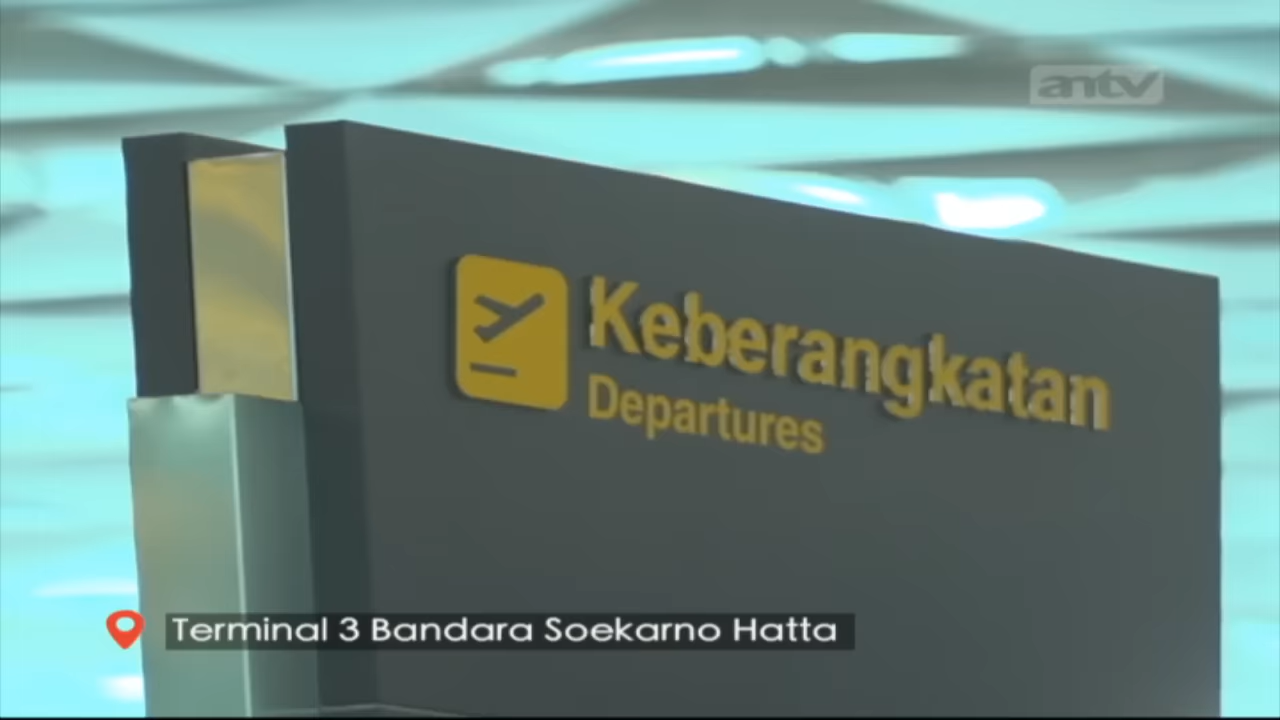 antv
Keberangkatan
Departures
Terminal 3 Bandara Soekarno Hatta